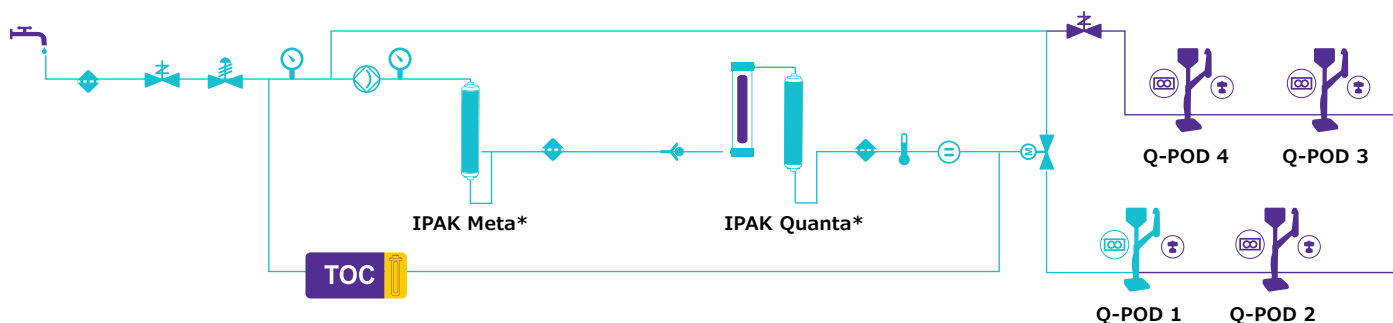 Q-POD 4
Q-POD 3
IPAK Meta*
IPAK Quanta*
TOC
Q-POD 1
Q-POD 2